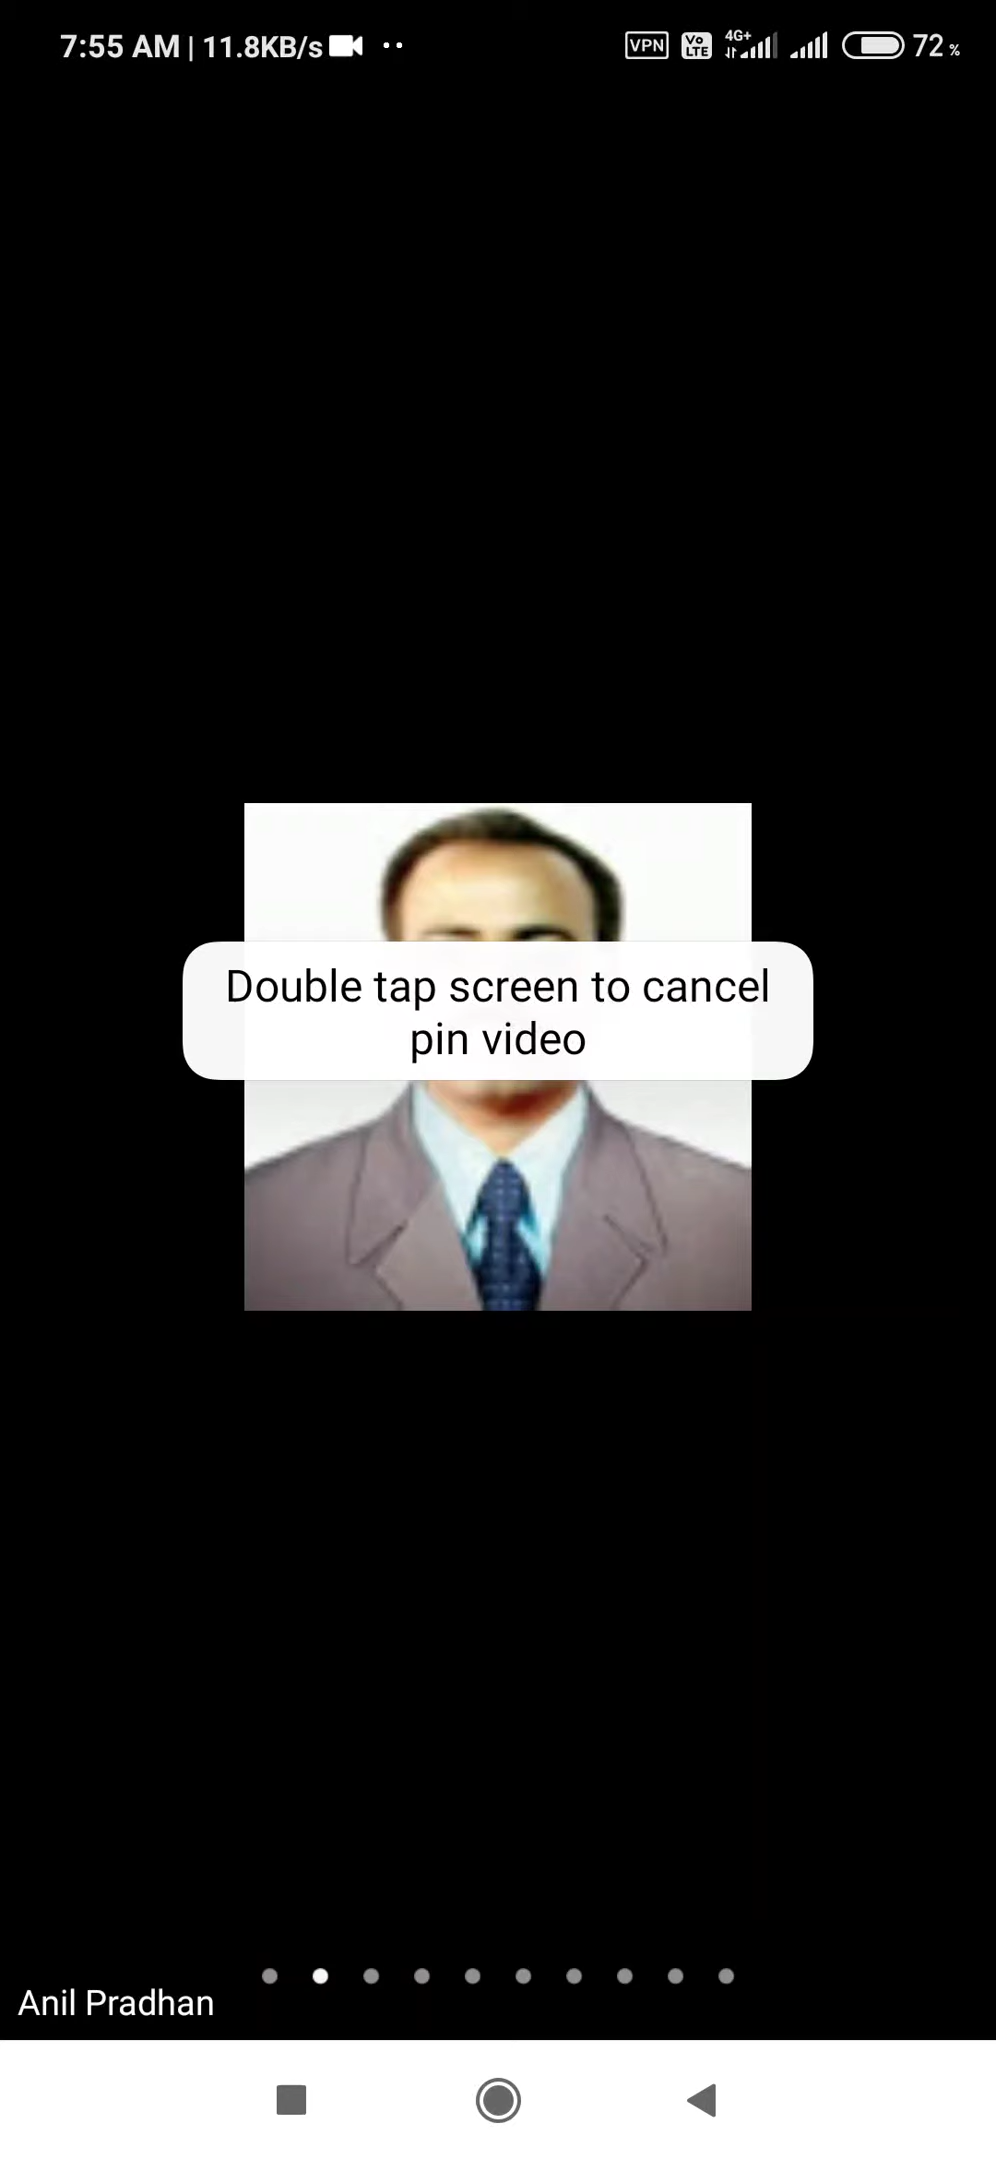 7:55 AM | 11.8KB/s
VPN
Vo LTE
4G+
72 %
Double tap screen to cancel
pin video
Anil Pradhan